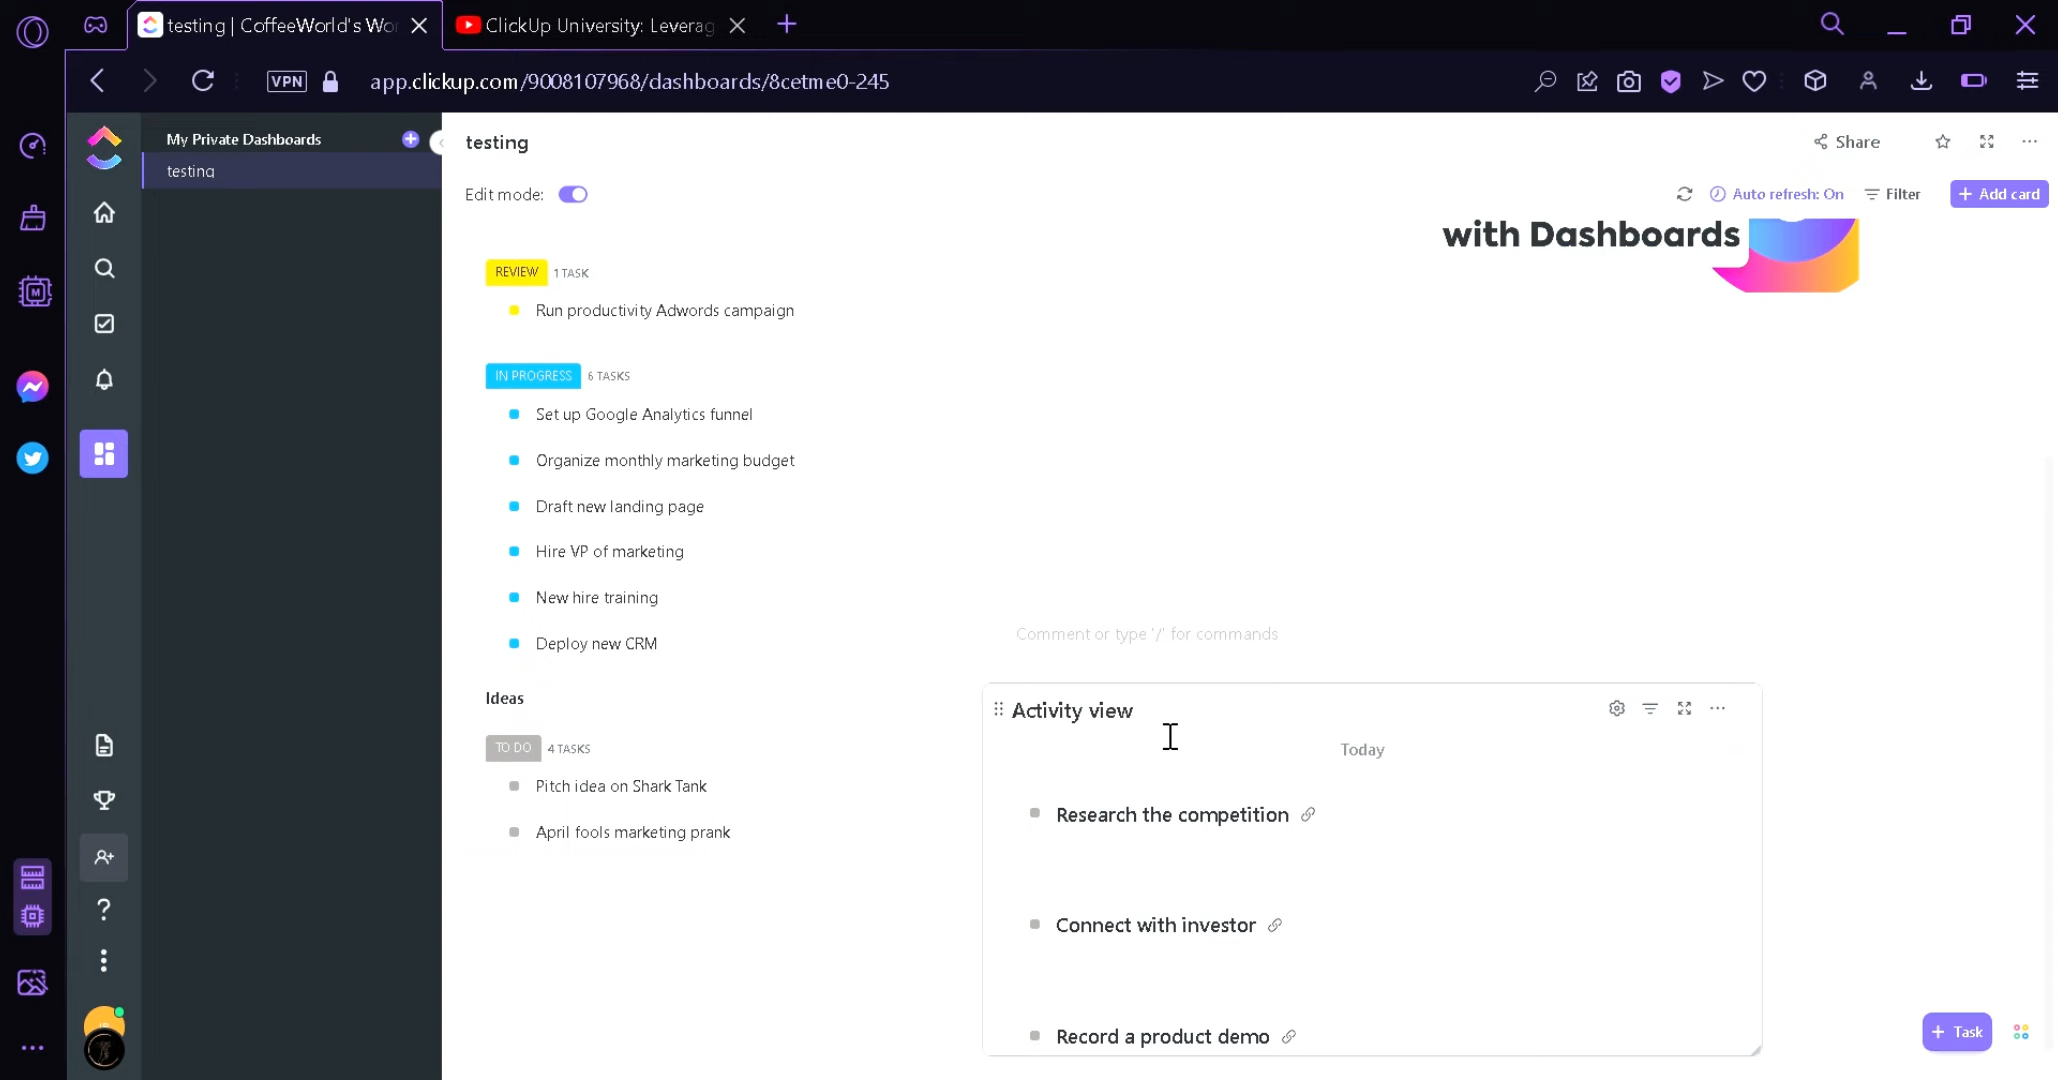 testing | CoffeeWorld's Wo
ClickUp University: Leverag
VPN
app.clickup.com/9008107968/dashboards/8cetme0-245
My Private Dashboards
testing
testing
Share
Edit mode:
Auto refresh: On
Filter
+ Add card
with Dashboards
REVIEW 1 TASK
Run productivity Adwords campaign
IN PROGRESS 6 TASKS
Set up Google Analytics funnel
Organize monthly marketing budget
Draft new landing page
Hire VP of marketing
New hire training
Deploy new CRM
Ideas
TO DO 4 TASKS
Pitch idea on Shark Tank
April fools marketing prank
Comment or type '/' for commands
Activity view
Today
Research the competition
Connect with investor
Record a product demo
+ Task